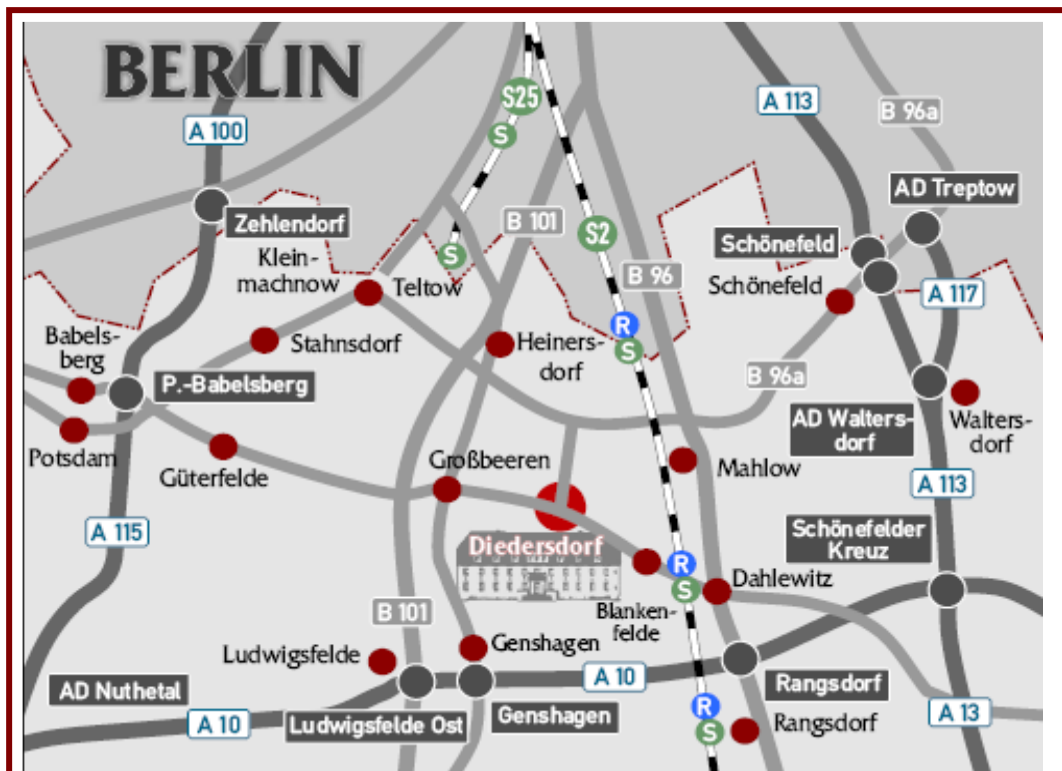 BERLIN
S25
A 113
B 96a
A 100
S
AD Treptow
Zehlendorf
B 101
S2
Schönefeld
Klein-
machnow
S
Teltow
B 96
Schönefeld
A 117
Babels-
berg
Stahnsdorf
R
S
Heiners-
dorf
P.-Babelsberg
B 96a
AD Walters-
dorf
Walters-
dorf
Potsdam
Güterfelde
Großbeeren
Mahlow
A 113
A 115
Schönefelder
Kreuz
Diedersdorf
R
S
Dahlewitz
Blanken-
felde
B 101
Ludwigsfelde
Genshagen
AD Nuthetal
A 10
Rangsdorf
A 10
Ludwigsfelde Ost
Genshagen
R
S
Rangsdorf
A 13